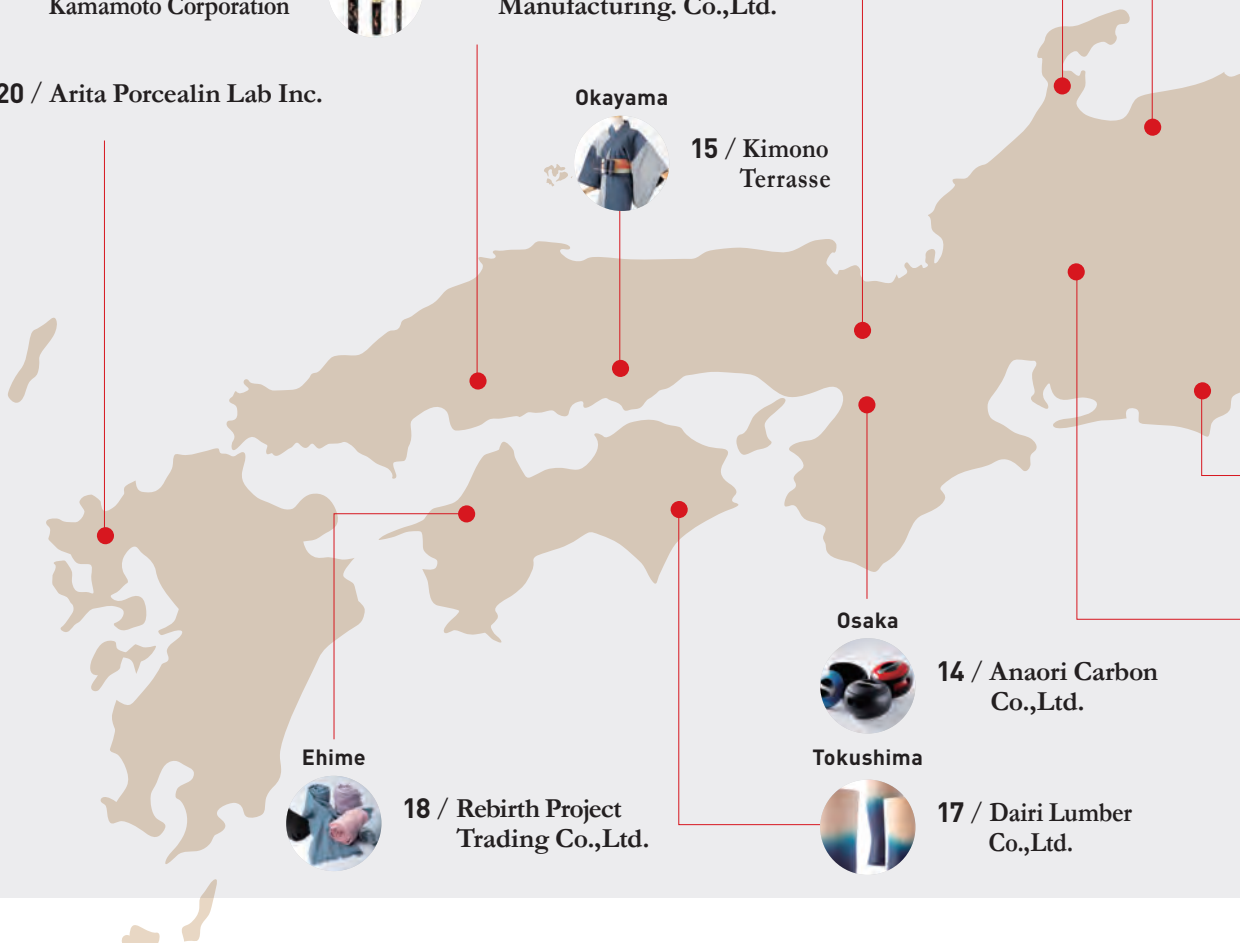 Kamamoto Corporation
Manufacturing. Co.,Ltd.
20 / Arita Porcealin Lab Inc.
Okayama
15 / Kimono
Terrasse
Osaka
14 / Anaori Carbon
Co.,Ltd.
Ehime
18 / Rebirth Project
Trading Co.,Ltd.
Tokushima
17 / Dairi Lumber
Co.,Ltd.